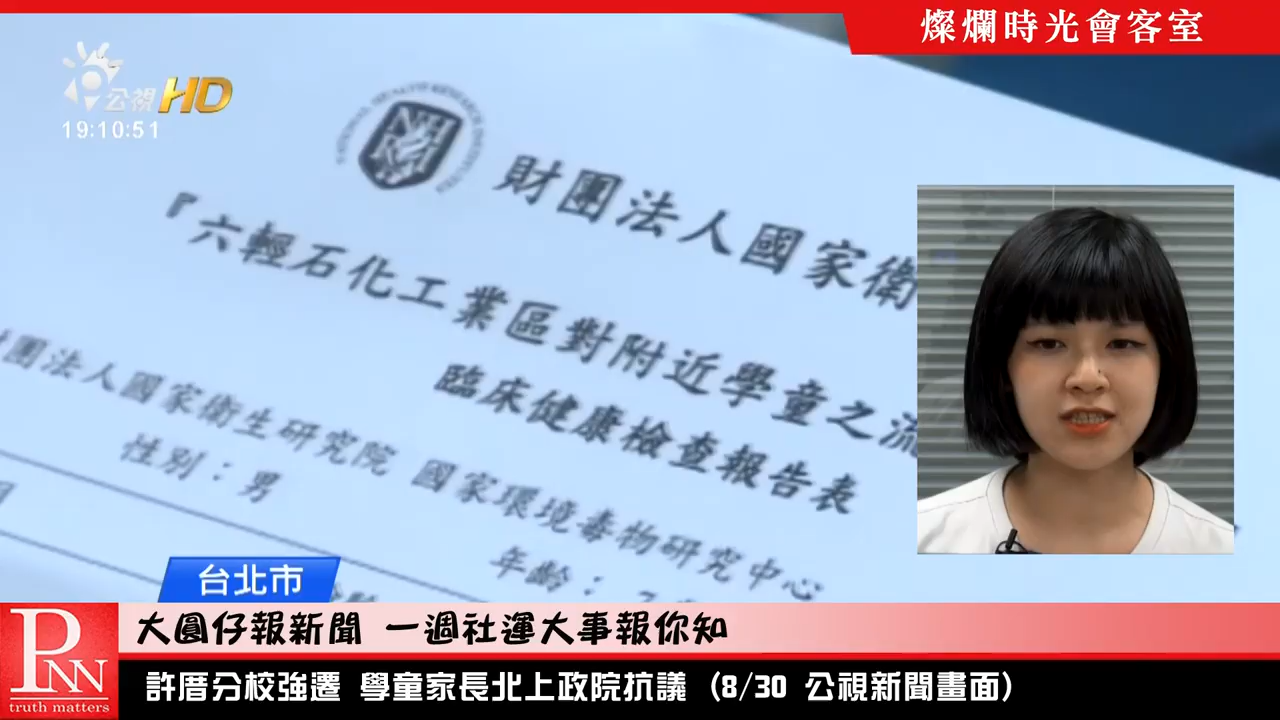 燦爛時光會客室
公視HD
19:10:51
財團法人國家衛
『六輕石化工業區對附近學童之流
臨床健康檢查報告表
財團法人國家衛生研究院 國家環境毒物研究中心
性別：男
年齡：
台北市
大圓仔報新聞 一週社運大事報你知
PNN
truth matters
許厝分校強遷 學童家長北上政院抗議 (8/30 公視新聞畫面)